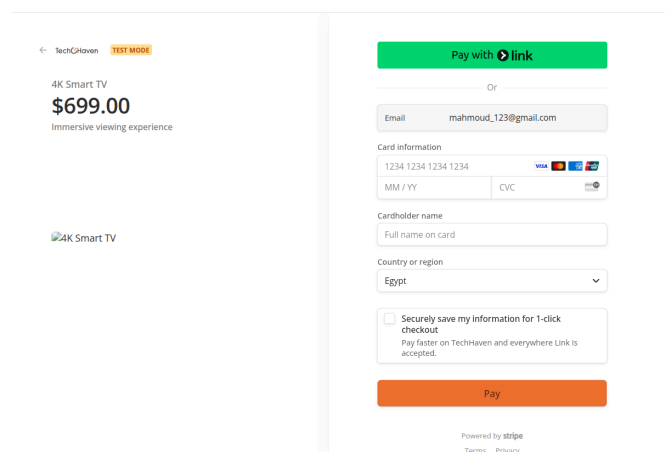 TechHaven TEST MODE
4K Smart TV
$699.00
Immersive viewing experience
4K Smart TV
Pay with link
Or
Email mahmoud_123@gmail.com
Card information
1234 1234 1234 1234 VISA
MM / YY CVC
Cardholder name
Full name on card
Country or region
Egypt
Securely save my information for 1-click
checkout
Pay faster on TechHaven and everywhere Link is
accepted.
Pay
Powered by stripe
Terms Privacy